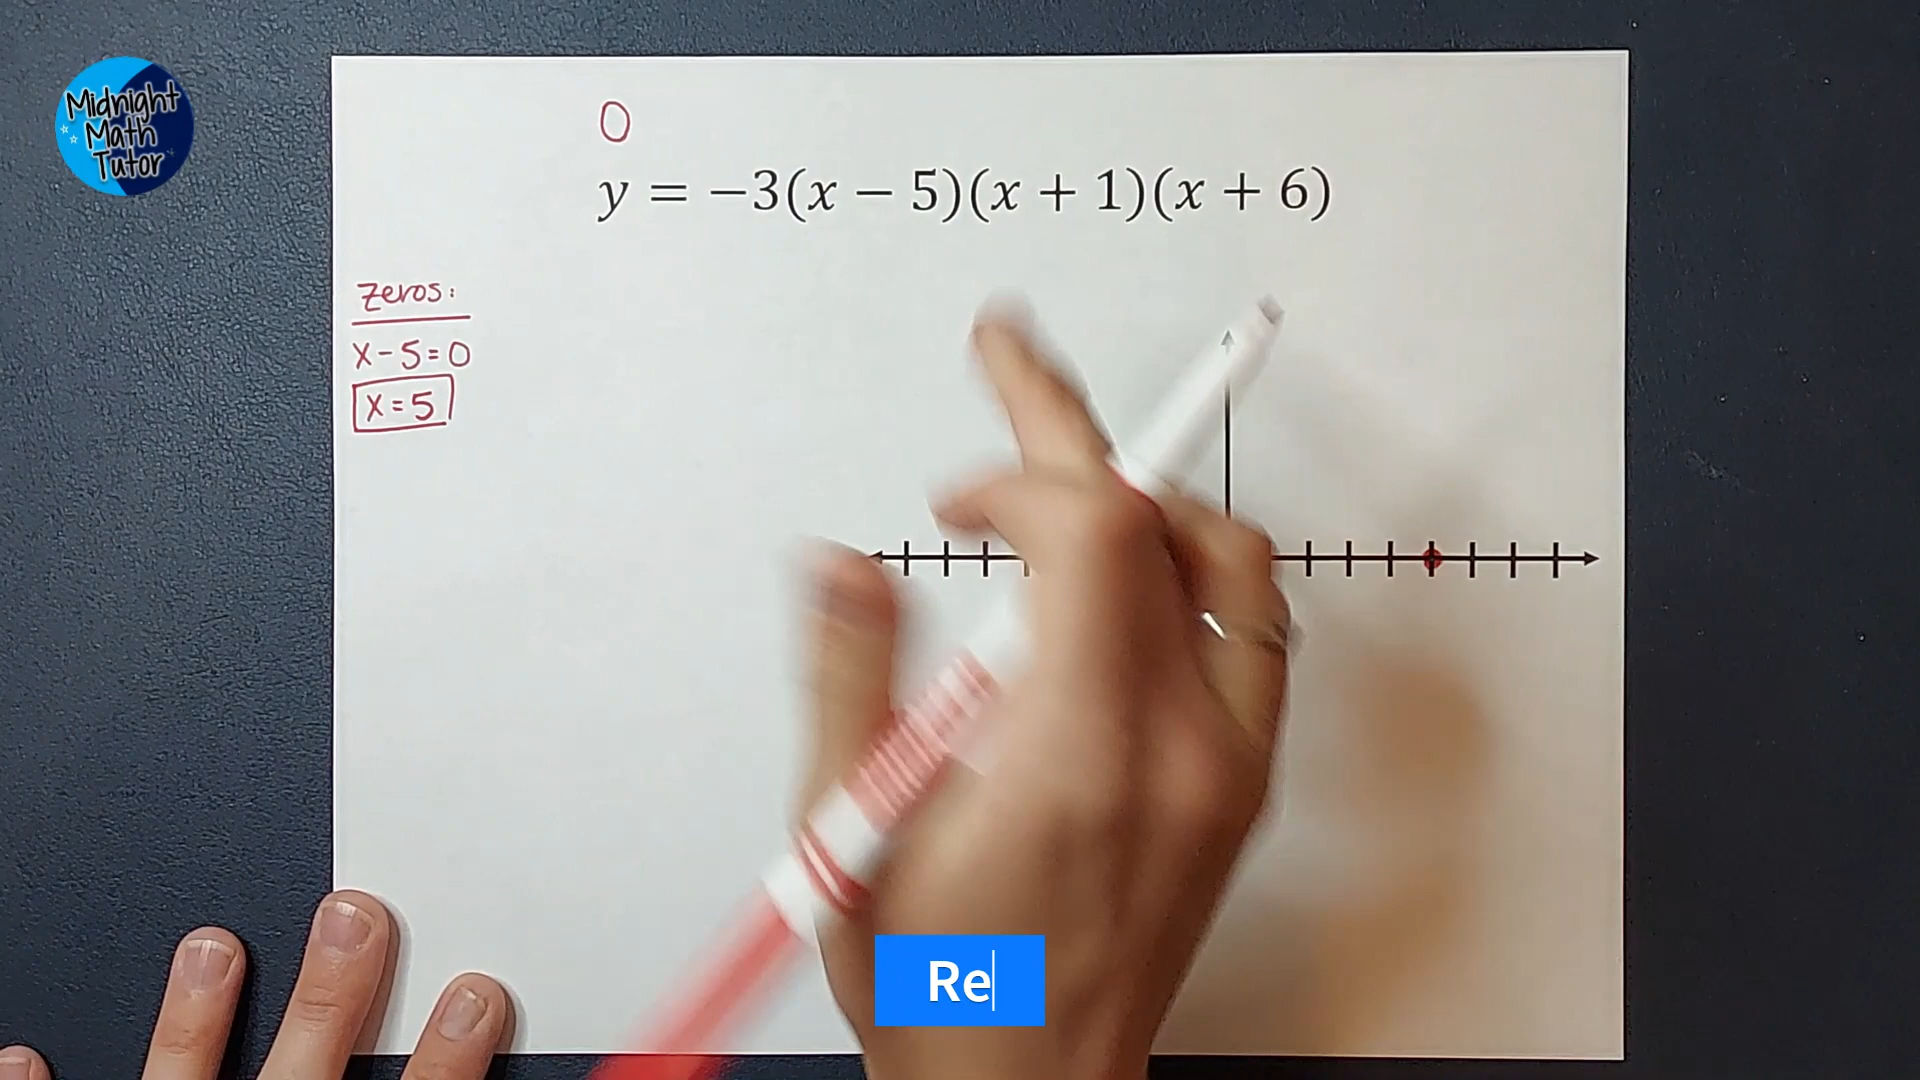 Midnight
Math
Tutor
0
y = −3(x − 5)(x + 1)(x + 6)
zeros:
x-5=0
x=5
Re